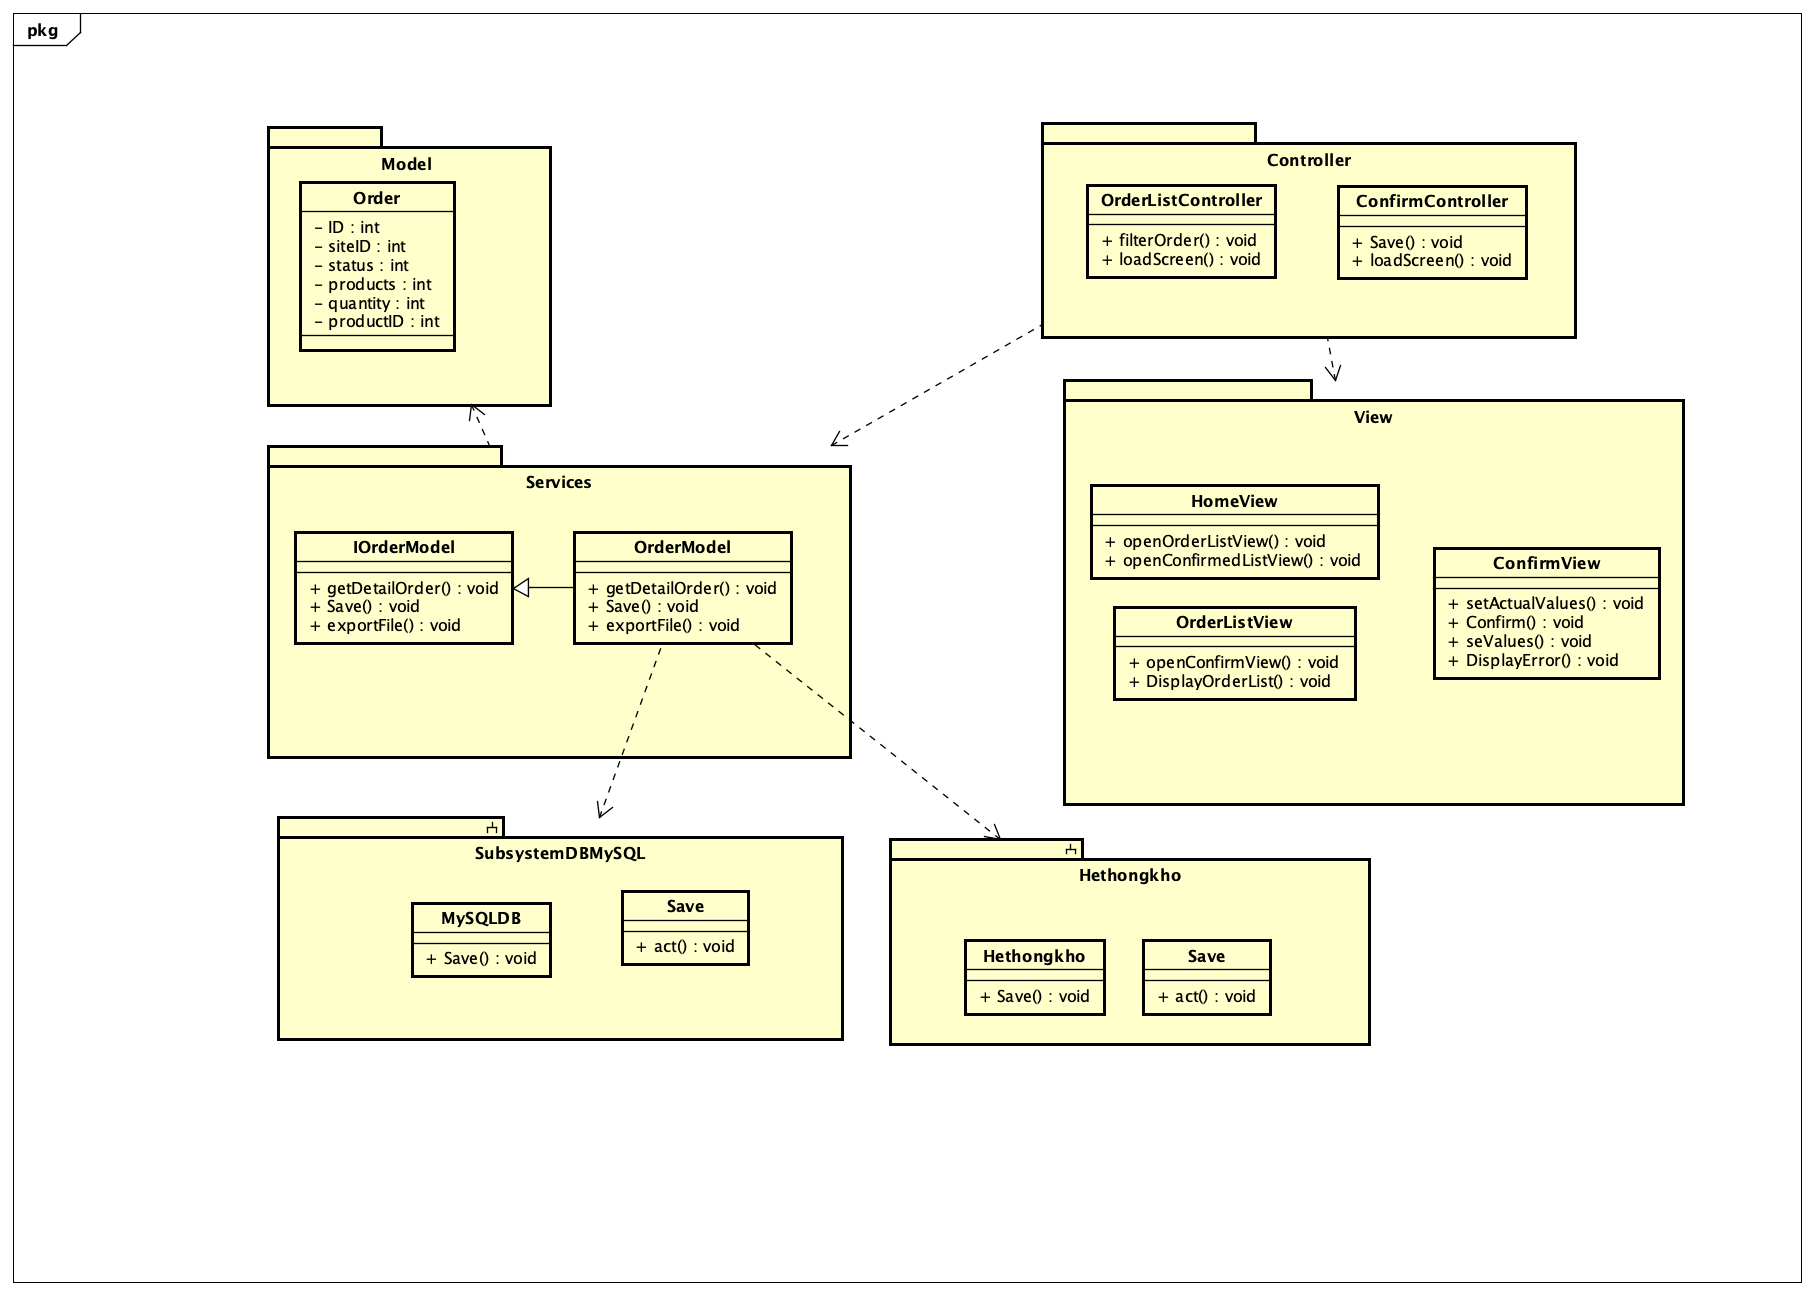 pkg
Model
Order
- ID : int
- siteID : int
- status : int
- products : int
- quantity : int
- productID : int
Controller
OrderListController
+ filterOrder() : void
+ loadScreen() : void
ConfirmController
+ Save() : void
+ loadScreen() : void
View
HomeView
+ openOrderListView() : void
+ openConfirmedListView() : void
OrderListView
+ openConfirmView() : void
+ DisplayOrderList() : void
ConfirmView
+ setActualValues() : void
+ Confirm() : void
+ seValues() : void
+ DisplayError() : void
Services
IOrderModel
+ getDetailOrder() : void
+ Save() : void
+ exportFile() : void
OrderModel
+ getDetailOrder() : void
+ Save() : void
+ exportFile() : void
SubsystemDBMySQL
MySQLDB
+ Save() : void
Save
+ act() : void
Hethongkho
Hethongkho
+ Save() : void
Save
+ act() : void